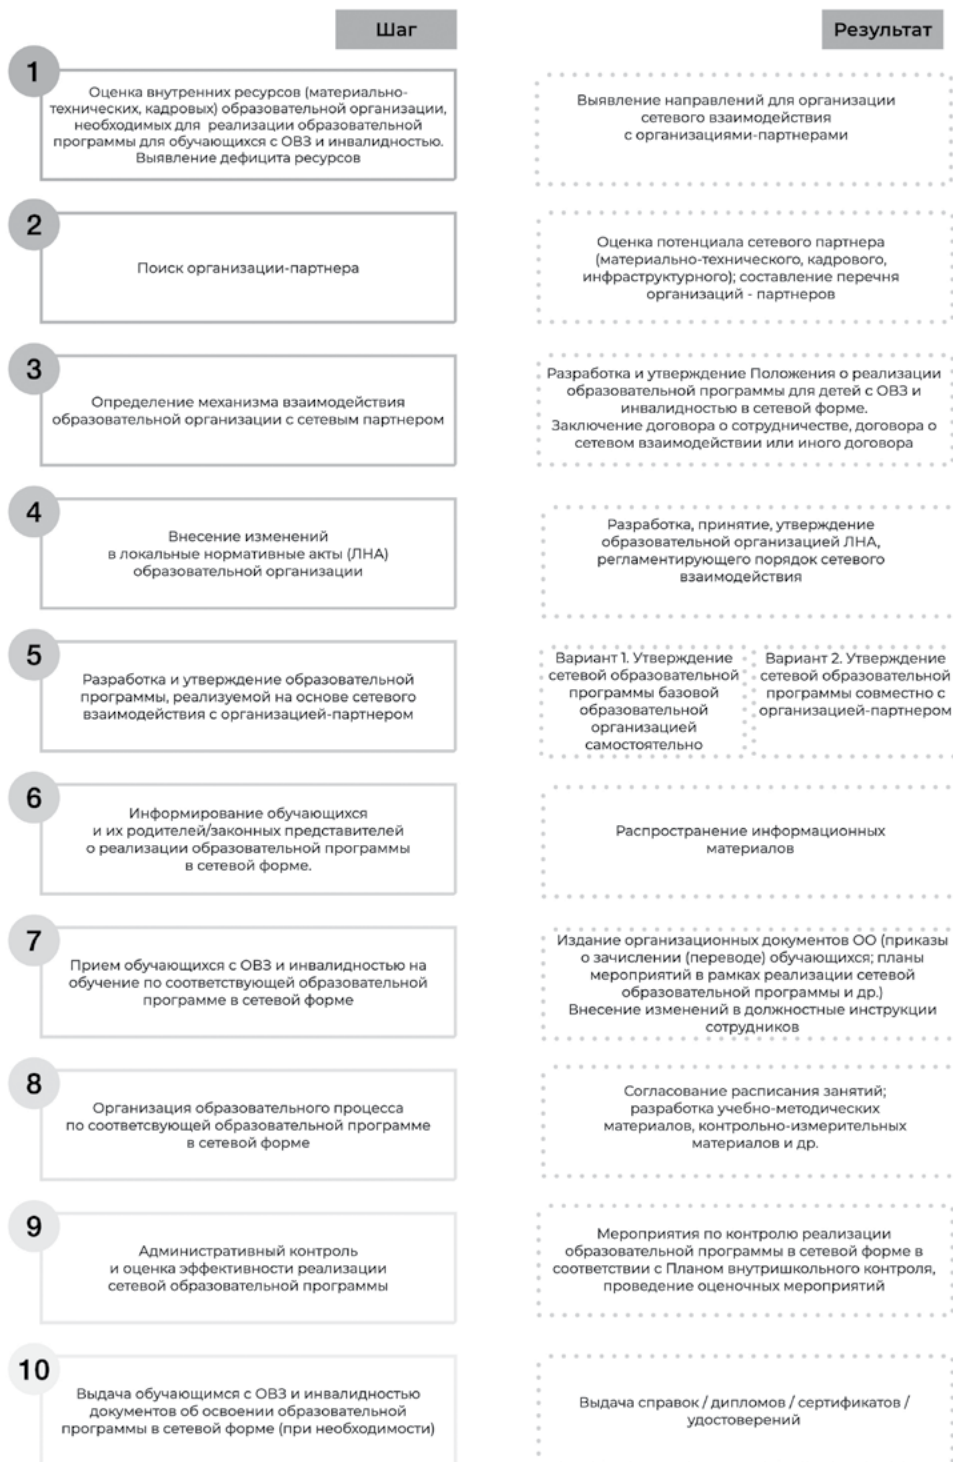 Шаг
Результат
1
Оценка внутренних ресурсов (материально-
технических, кадровых) образовательной организации,
необходимых для реализации образовательной
программы для обучающихся с ОВЗ и инвалидностью.
Выявление дефицита ресурсов
Выявление направлений для организации
сетевого взаимодействия
с организациями-партнерами
2
Поиск организации-партнера
Оценка потенциала сетевого партнера
(материально-технического, кадрового,
инфраструктурного); составление перечня
организаций - партнеров
3
Определение механизма взаимодействия
образовательной организации с сетевым партнером
Разработка и утверждение Положения о реализации
образовательной программы для детей с ОВЗ и
инвалидностью в сетевой форме.
Заключение договора о сотрудничестве, договора о
сетевом взаимодействии или иного договора
4
Внесение изменений
в локальные нормативные акты (ЛНА)
образовательной организации
Разработка, принятие, утверждение
образовательной организацией ЛНА,
регламентирующего порядок сетевого
взаимодействия
5
Разработка и утверждение образовательной
программы, реализуемой на основе сетевого
взаимодействия с организацией-партнером
Вариант 1. Утверждение
сетевой образовательной
программы базовой
образовательной
организацией
самостоятельно
Вариант 2. Утверждение
сетевой образовательной
программы совместно с
организацией-партнером
6
Информирование обучающихся
и их родителей/законных представителей
о реализации образовательной программы
в сетевой форме.
Распространение информационных
материалов
7
Прием обучающихся с ОВЗ и инвалидностью на
обучение по соответствующей образовательной
программе в сетевой форме
Издание организационных документов ОО (приказы
о зачислении (переводе) обучающихся; планы
мероприятий в рамках реализации сетевой
образовательной программы и др.)
Внесение изменений в должностные инструкции
сотрудников
8
Организация образовательного процесса
по соответсвующей образовательной программе
в сетевой форме
Согласование расписания занятий;
разработка учебно-методических
материалов, контрольно-измерительных
материалов и др.
9
Административный контроль
и оценка эффективности реализации
сетевой образовательной программы
Мероприятия по контролю реализации
образовательной программы в сетевой форме в
соответствии с Планом внутришкольного контроля,
проведение оценочных мероприятий
10
Выдача обучающимся с ОВЗ и инвалидностью
документов об освоении образовательной
программы в сетевой форме (при необходимости)
Выдача справок / дипломов / сертификатов /
удостоверений